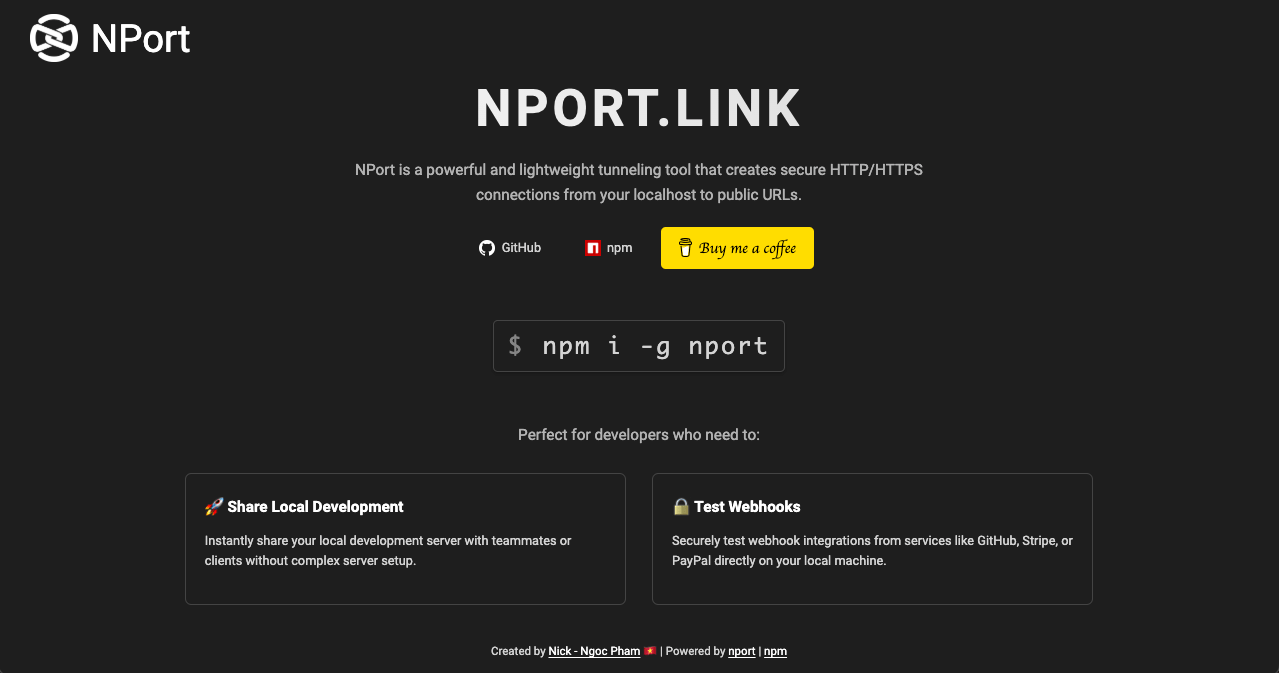 NPort
NPORT.LINK
NPort is a powerful and lightweight tunneling tool that creates secure HTTP/HTTPS
connections from your localhost to public URLs.
GitHub
npm
Buy me a coffee
$ npm i -g nport
Perfect for developers who need to:
🚀 Share Local Development
Instantly share your local development server with teammates or
clients without complex server setup.
🔒 Test Webhooks
Securely test webhook integrations from services like GitHub, Stripe, or
PayPal directly on your local machine.
Created by Nick - Ngoc Pham 🇻🇳 | Powered by nport | npm